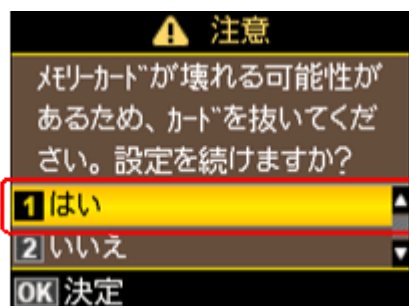 注意
ﾒﾓﾘｰｶｰﾄﾞが壊れる可能性が
あるため、ｶｰﾄﾞを抜いてくだ
さい。設定を続けますか?
1 はい
2 いいえ
OK 決定